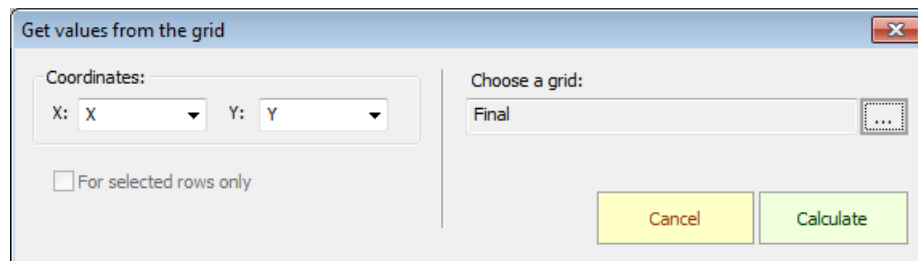 Get values from the grid
Coordinates:
X: X Y: Y
For selected rows only
Choose a grid:
Final ...
Cancel Calculate